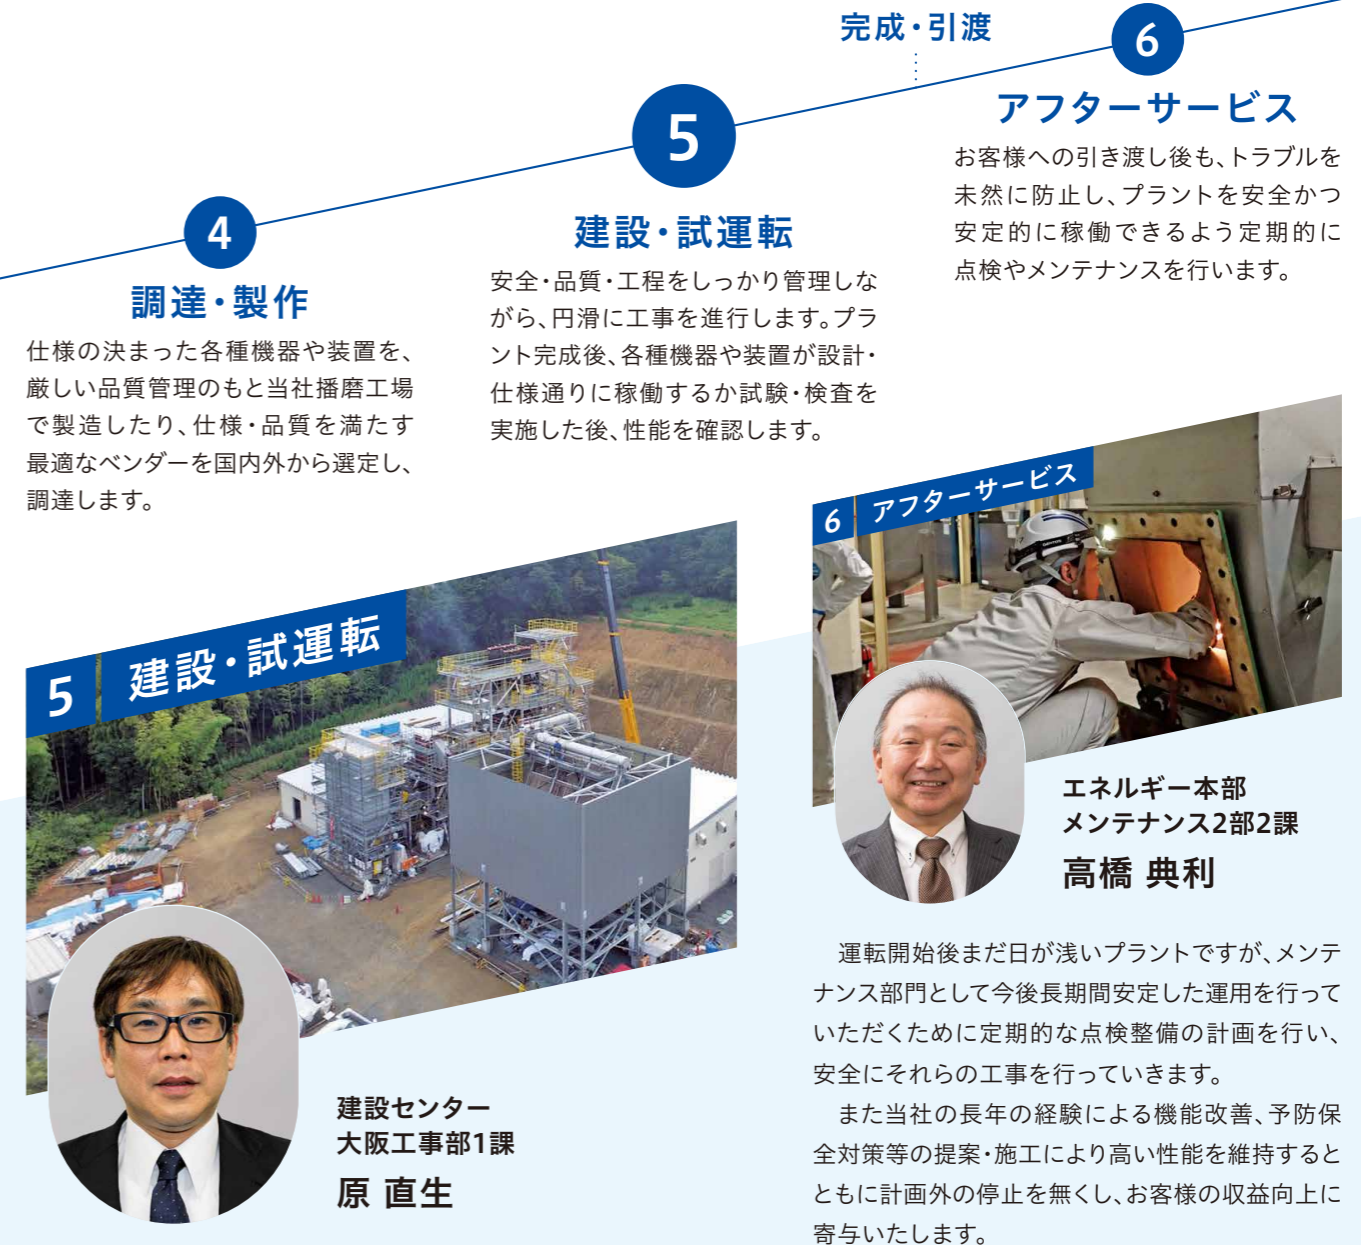 4
調達・製作
仕様の決まった各種機器や装置を、
厳しい品質管理のもと当社播磨工場
で製造したり、仕様・品質を満たす
最適なベンダーを国内外から選定し、
調達します。
5
建設・試運転
安全・品質・工程をしっかり管理しな
がら、円滑に工事を進行します。プラ
ント完成後、各種機器や装置が設計・
仕様通りに稼働するか試験・検査を
実施した後、性能を確認します。
完成・引渡
6
アフターサービス
お客様への引き渡し後も、トラブルを
未然に防止し、プラントを安全かつ
安定的に稼働できるよう定期的に
点検やメンテナンスを行います。
5 建設・試運転
建設センター
大阪工事部1課
原 直生
6 アフターサービス
エネルギー本部
メンテナンス2部2課
高橋 典利
運転開始後まだ日が浅いプラントですが、メンテ
ナンス部門として今後長期間安定した運用を行って
いただくために定期的な点検整備の計画を行い、
安全にそれらの工事を行っていきます。
また当社の長年の経験による機能改善、予防保
全対策等の提案・施工により高い性能を維持すると
ともに計画外の停止を無くし、お客様の収益向上に
寄与いたします。